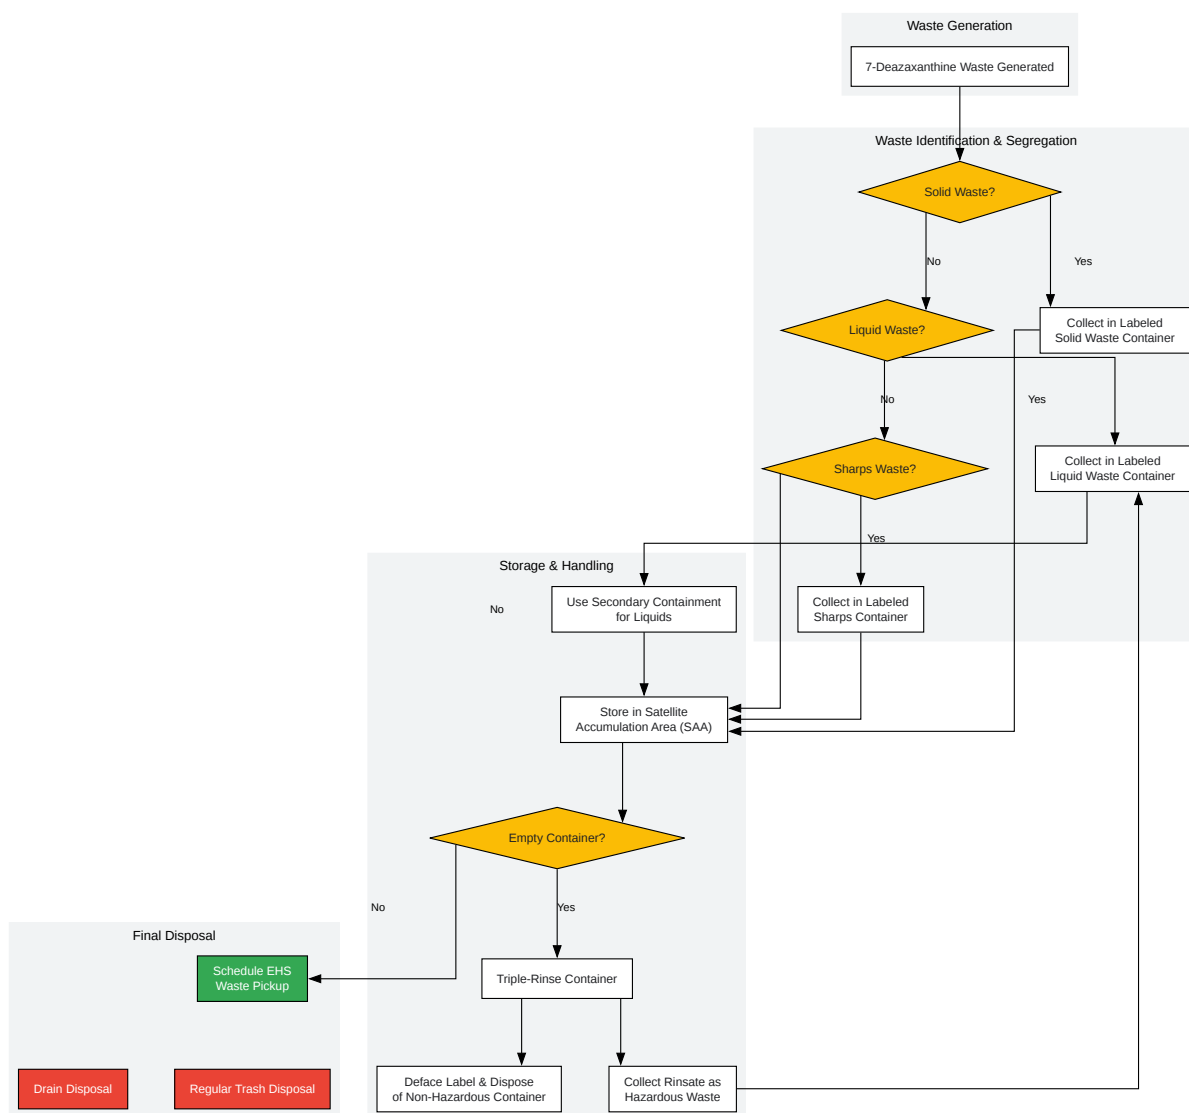 Waste Generation
7-Deazaxanthine Waste Generated
Waste Identification & Segregation
Solid Waste?
No
Yes
Liquid Waste?
Collect in Labeled
Solid Waste Container
No
Yes
Sharps Waste?
Collect in Labeled
Liquid Waste Container
Yes
Storage & Handling
No
Use Secondary Containment
for Liquids
Collect in Labeled
Sharps Container
Store in Satellite
Accumulation Area (SAA)
Empty Container?
No
Yes
Final Disposal
Schedule EHS
Waste Pickup
Triple-Rinse Container
Drain Disposal
Regular Trash Disposal
Deface Label & Dispose
of Non-Hazardous Container
Collect Rinsate as
Hazardous Waste